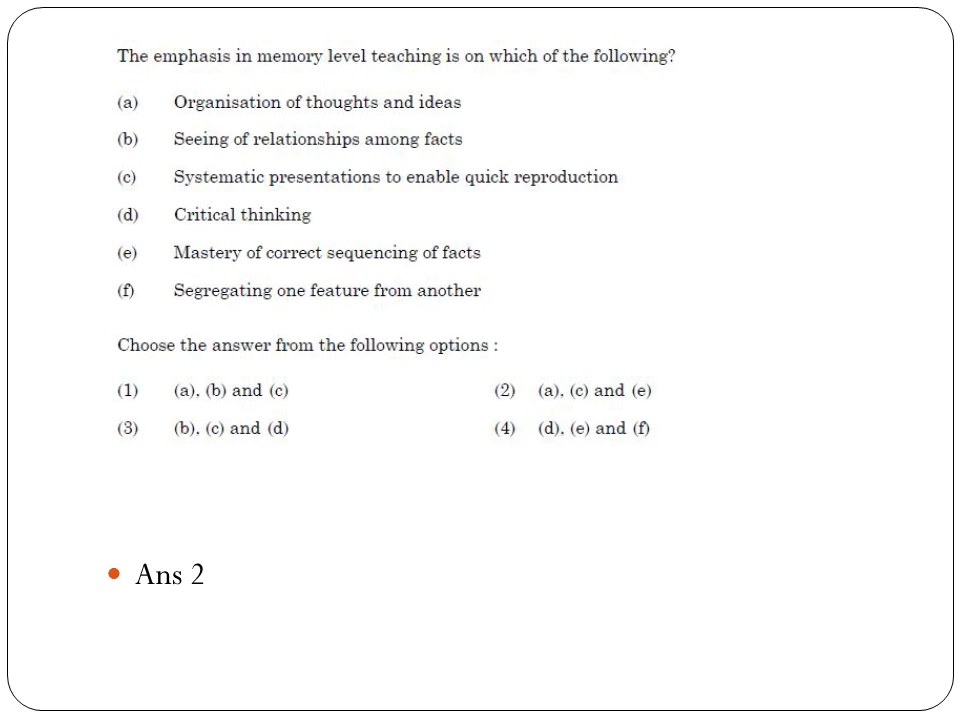 The emphasis in memory level teaching is on which of the following?
(a) Organisation of thoughts and ideas
(b) Seeing of relationships among facts
(c) Systematic presentations to enable quick reproduction
(d) Critical thinking
(e) Mastery of correct sequencing of facts
(f) Segregating one feature from another
Choose the answer from the following options :
(1) (a), (b) and (c) (2) (a), (c) and (e)
(3) (b), (c) and (d) (4) (d), (e) and (f)
• Ans 2